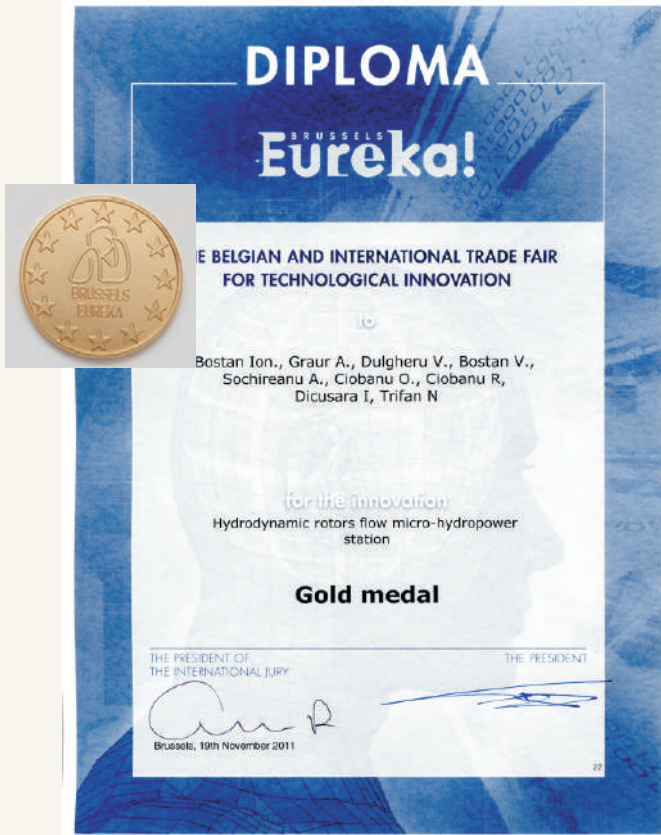 DIPLOMA
BRUSSELS
Eureka!
E BELGIAN AND INTERNATIONAL TRADE FAIR
FOR TECHNOLOGICAL INNOVATION
to
BRUSSELS
EUREKA
Bostan Ion., Graur A., Dulgheru V., Bostan V.,
Sochireanu A., Ciobanu O., Ciobanu R,
Dicusara I, Trifan N
for the innovation
Hydrodynamic rotors flow micro-hydropower
station
Gold medal
THE PRESIDENT OF
THE INTERNATIONAL JURY
THE PRESIDENT
Brussels, 19th November 2011
22